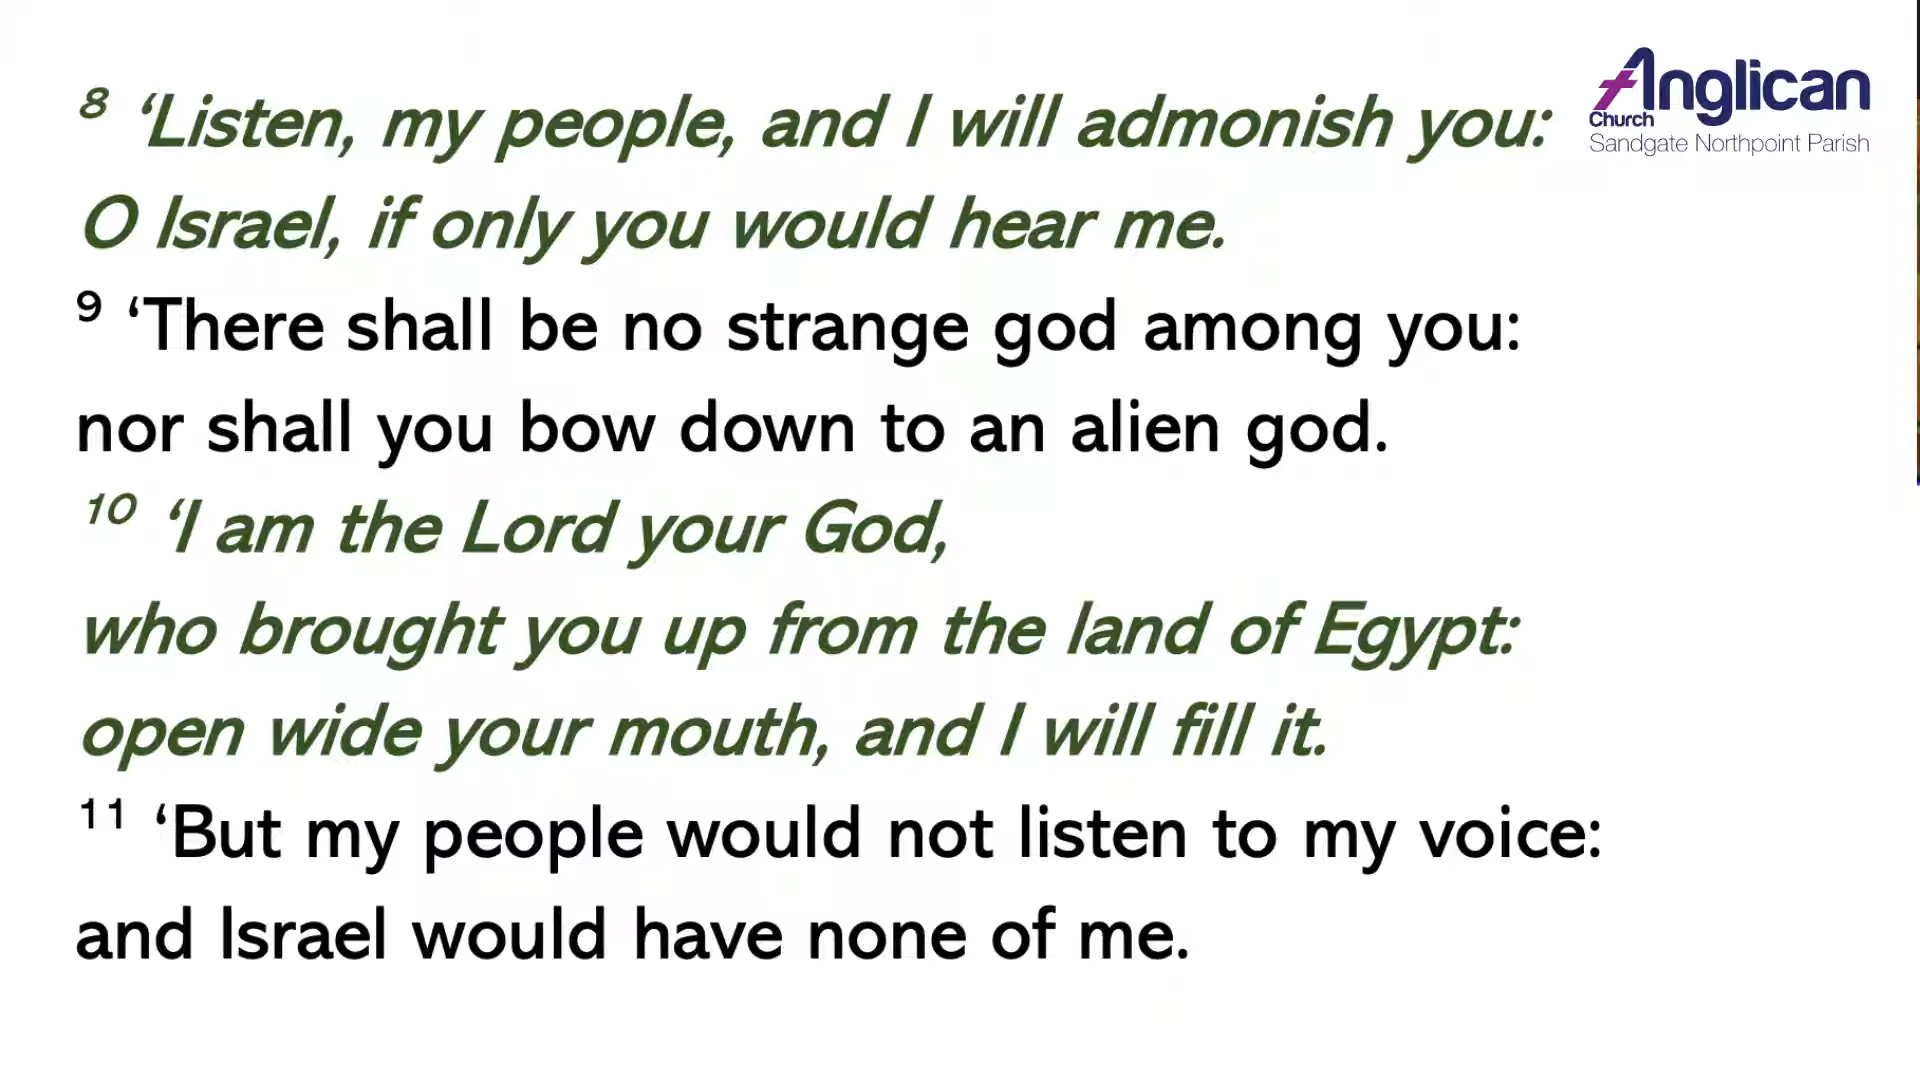 ⁸ ‘Listen, my people, and I will admonish you:
O Israel, if only you would hear me.
⁹ ‘There shall be no strange god among you:
nor shall you bow down to an alien god.
¹⁰ ‘I am the Lord your God,
who brought you up from the land of Egypt:
open wide your mouth, and I will fill it.
¹¹ ‘But my people would not listen to my voice:
and Israel would have none of me.
Anglican
Church
Sandgate Northpoint Parish